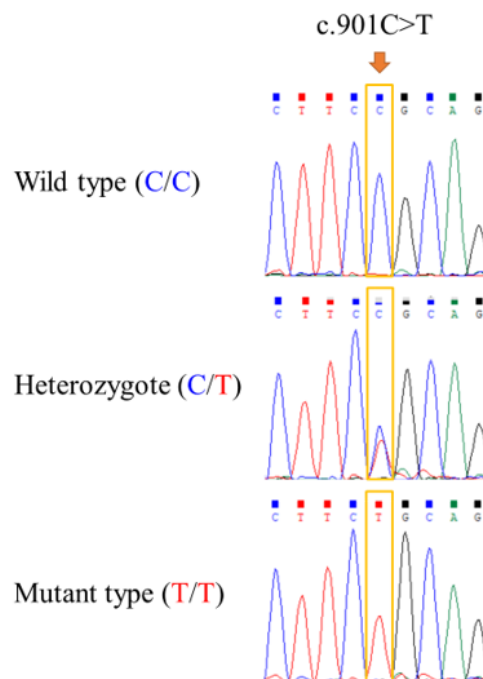 c.901C>T
C T T C C G C A G
Wild type (C/C)
C T T C C G C A G
Heterozygote (C/T)
C T T C T G C A G
Mutant type (T/T)